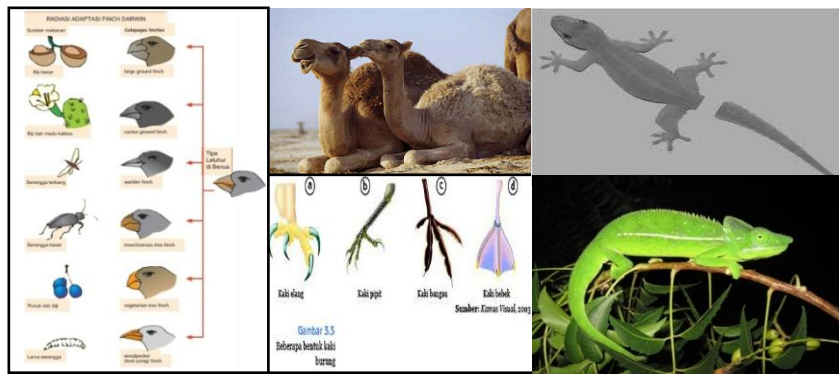 RADIASI ADAPTASI FINCH DARWIN
Sumber makanan
Galapagos finches
Biji besar
large ground finch
Biji dan madu kaktus
cactus ground finch
Tipe
Leluhur
di Benua
Serangga terbang
warbler finch
Serangga besar
insectivorous tree finch
Pucuk dan biji
vegetarian tree finch
Larva serangga
woodpecker
(tool-using) finch
a
b
c
d
Kaki elang
Kaki pipit
Kaki bangau
Kaki bebek
Sumber: Kamus Visual, 2003
Gambar 3.3
Beberapa bentuk kaki
burung